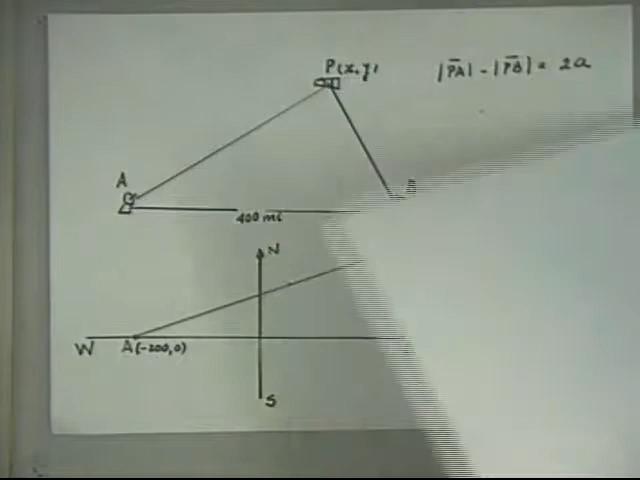 P(x,y)
|PA| - |PB| = 2a
A
400 mi
N
W
A(-200,0)
S